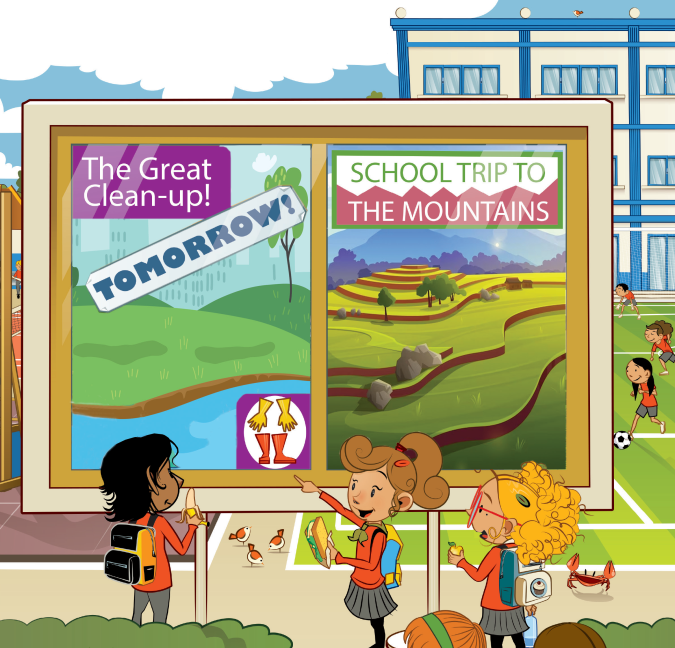 The Great
Clean-up!
TOMORROW!
SCHOOL TRIP TO
THE MOUNTAINS